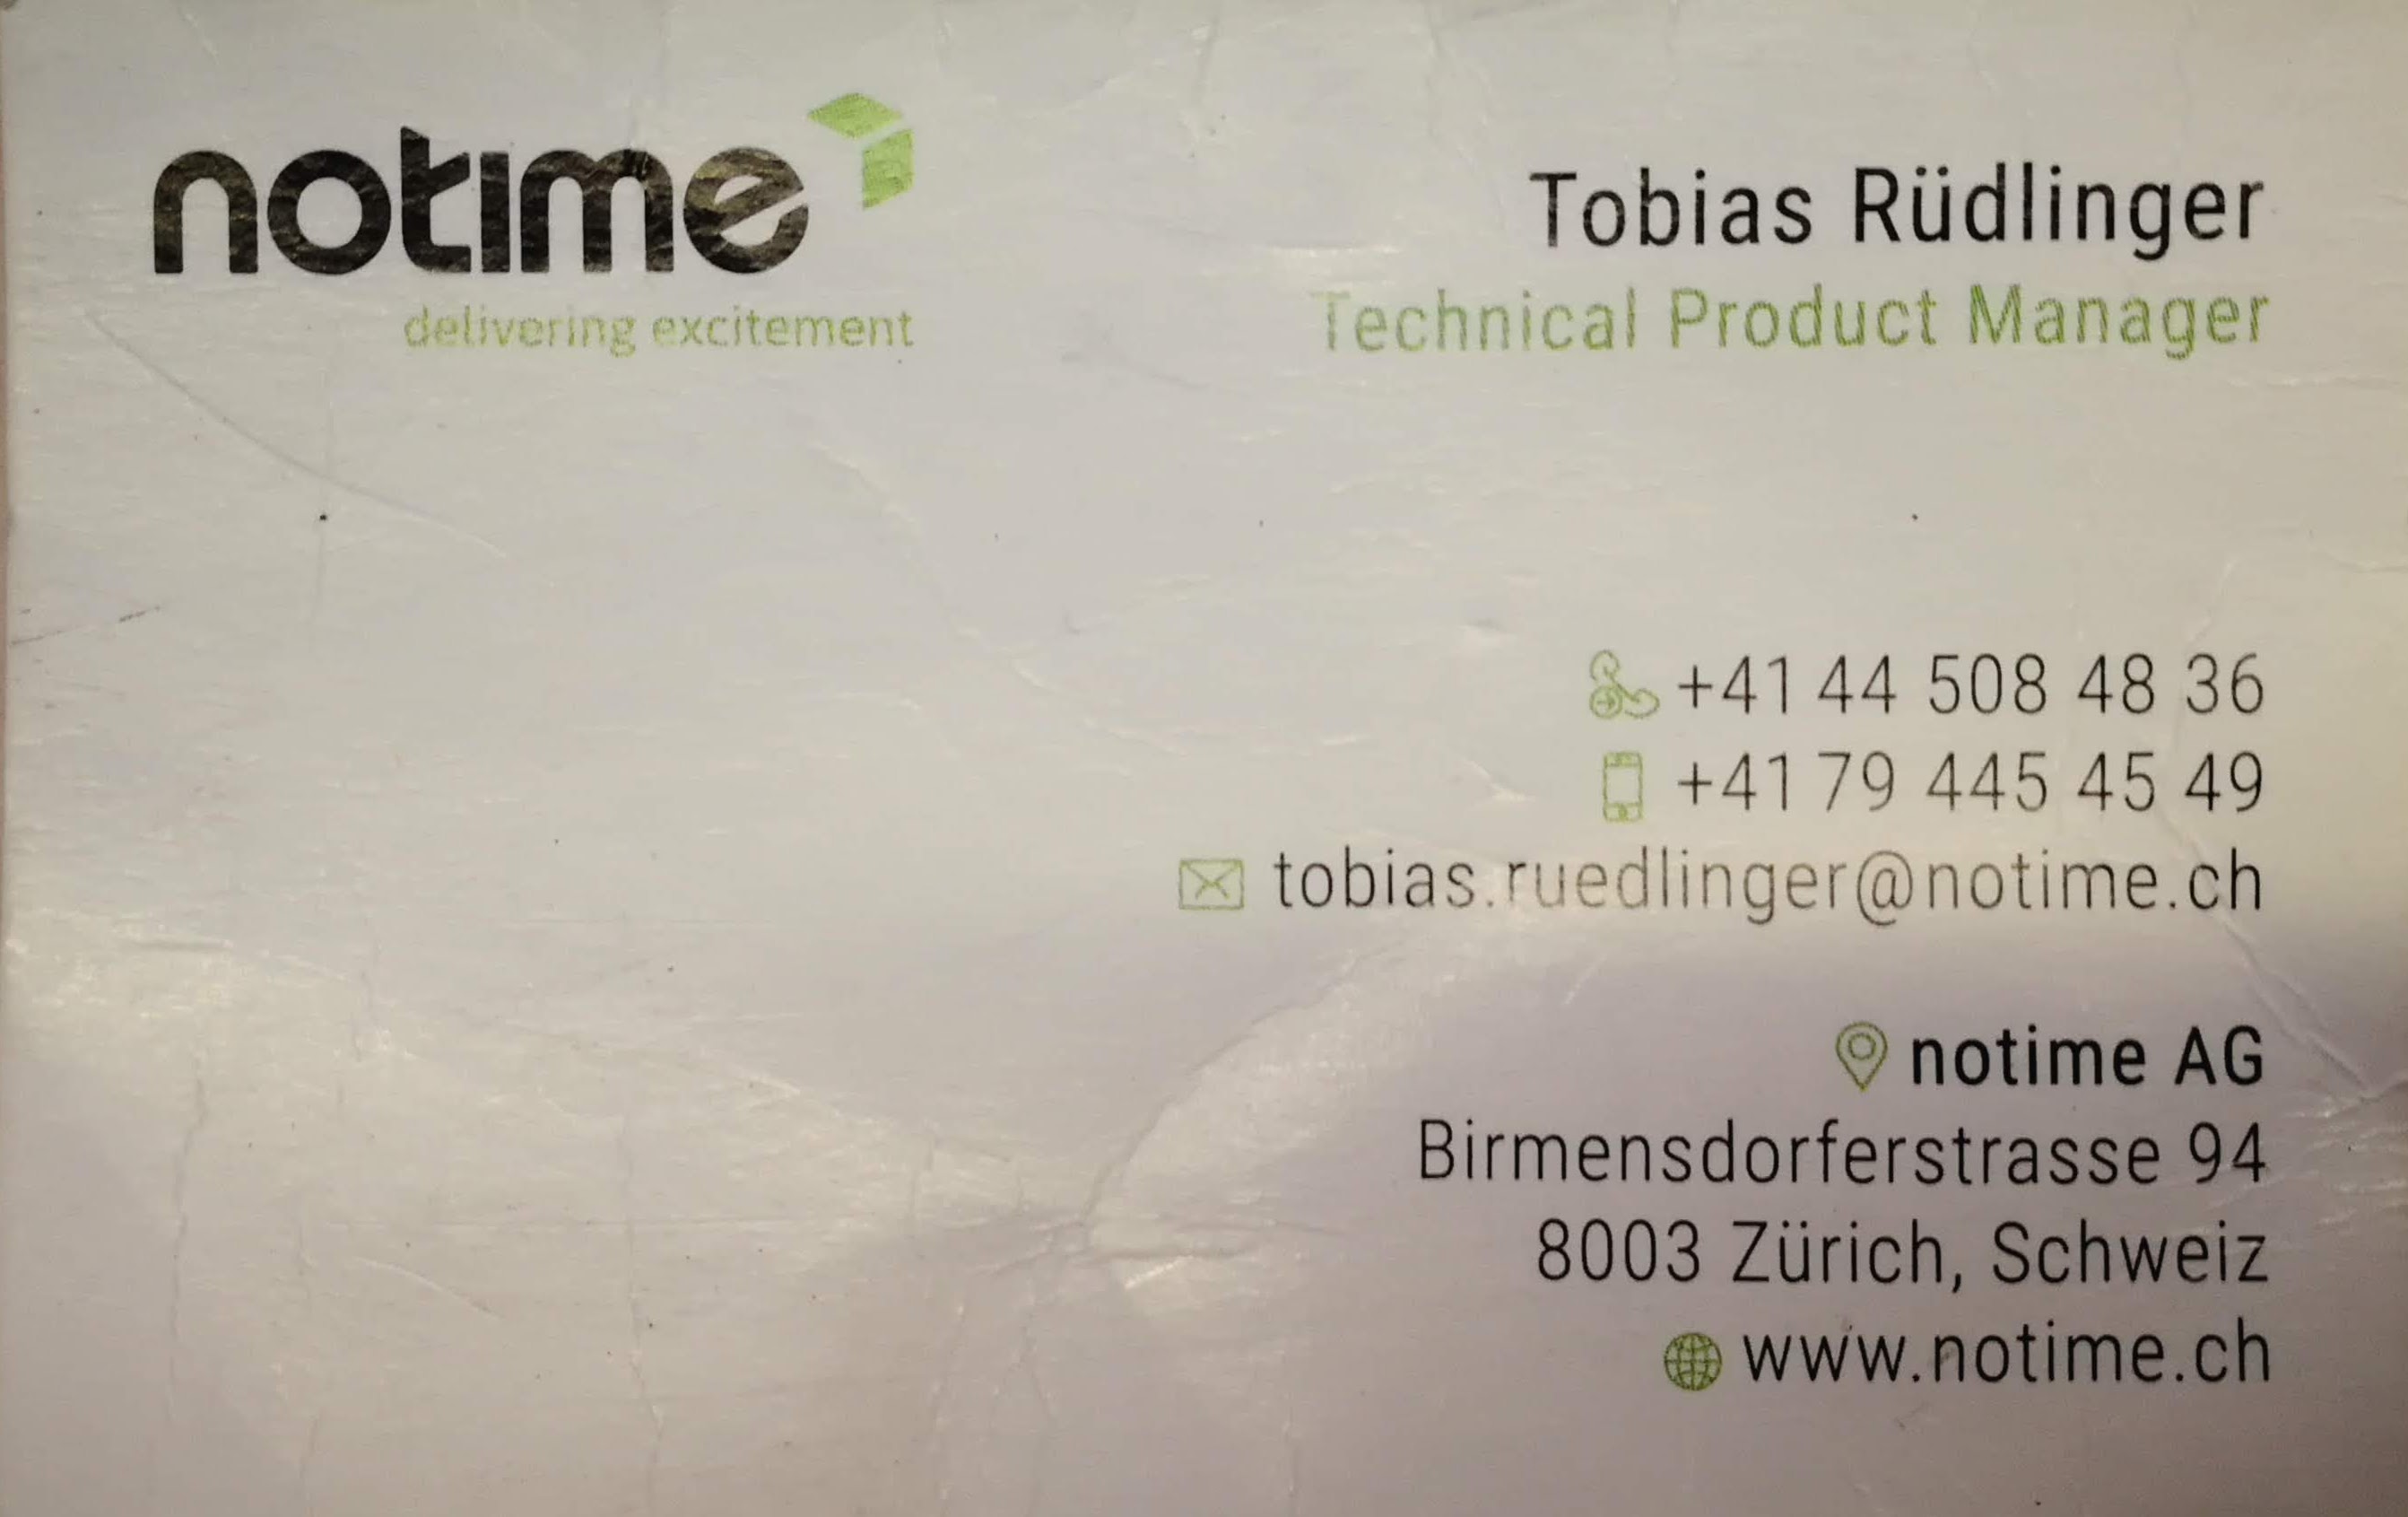 notime
delivering excitement
Tobias Rüdlinger
Technical Product Manager
+41 44 508 48 36
+41 79 445 45 49
tobias.ruedlinger@notime.ch
notime AG
Birmensdorferstrasse 94
8003 Zürich, Schweiz
www.notime.ch